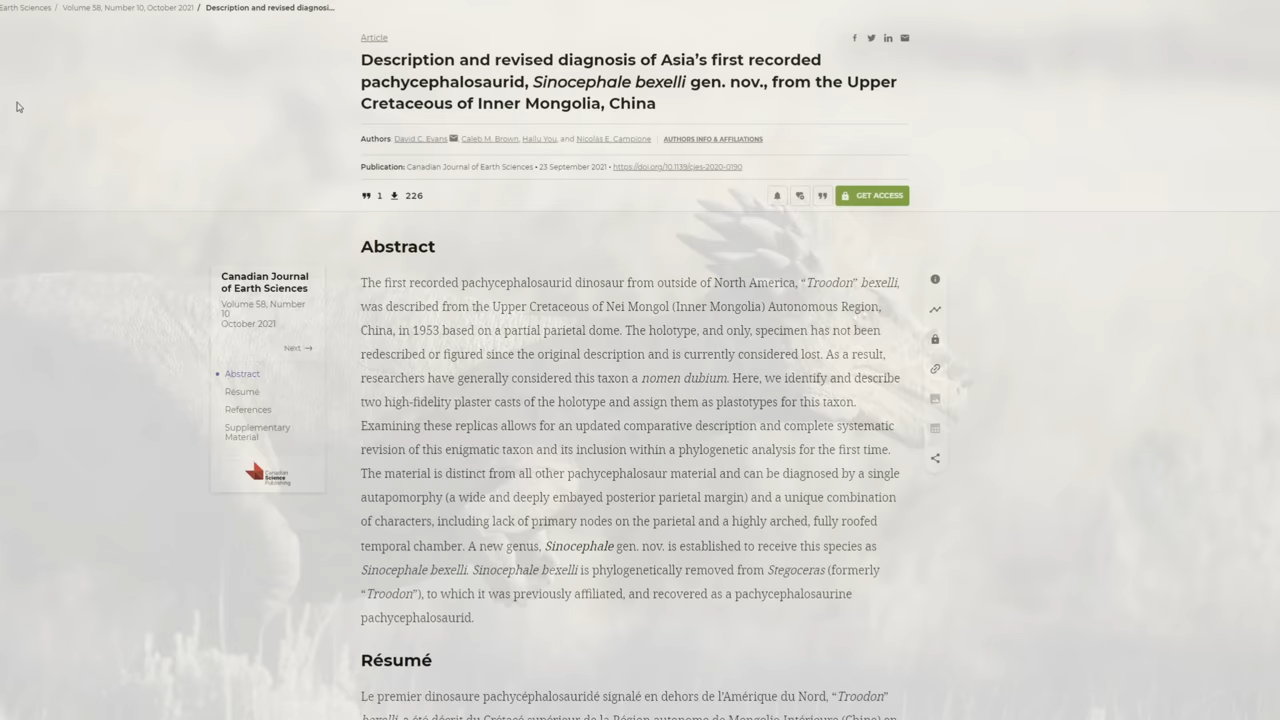 Earth Sciences / Volume 58, Number 10, October 2021 / Description and revised diagnosi...
Article
Description and revised diagnosis of Asia's first recorded
pachycephalosaurid, Sinocephale bexelli gen. nov., from the Upper
Cretaceous of Inner Mongolia, China
Authors: David C. Evans, Caleb M. Brown, Hailu You, and Nicolás E. Campione | AUTHORS INFO & AFFILIATIONS
Publication: Canadian Journal of Earth Sciences • 23 September 2021 • https://doi.org/10.1139/cjes-2020-0190
1 226
GET ACCESS
Abstract
The first recorded pachycephalosaurid dinosaur from outside of North America, “Troodon” bexelli,
was described from the Upper Cretaceous of Nei Mongol (Inner Mongolia) Autonomous Region,
China, in 1953 based on a partial parietal dome. The holotype, and only, specimen has not been
redescribed or figured since the original description and is currently considered lost. As a result,
researchers have generally considered this taxon a nomen dubium. Here, we identify and describe
two high-fidelity plaster casts of the holotype and assign them as plastotypes for this taxon.
Examining these replicas allows for an updated comparative description and complete systematic
revision of this enigmatic taxon and its inclusion within a phylogenetic analysis for the first time.
The material is distinct from all other pachycephalosaur material and can be diagnosed by a single
autapomorphy (a wide and deeply embayed posterior parietal margin) and a unique combination
of characters, including lack of primary nodes on the parietal and a highly arched, fully roofed
temporal chamber. A new genus, Sinocephale gen. nov. is established to receive this species as
Sinocephale bexelli. Sinocephale bexelli is phylogenetically removed from Stegoceras (formerly
“Troodon”), to which it was previously affiliated, and recovered as a pachycephalosaurine
pachycephalosaurid.
Résumé
Le premier dinosaure pachycéphalosauridé signalé en dehors de l'Amérique du Nord, “Troodon”
bexelli, a été décrit du Crétacé supérieur de la Région autonome de Mongolie-Intérieure (Chine) en
Canadian Journal
of Earth Sciences
Volume 58, Number
10
October 2021
Next →
Abstract
Résumé
References
Supplementary
Material
Canadian
Science
Publishing